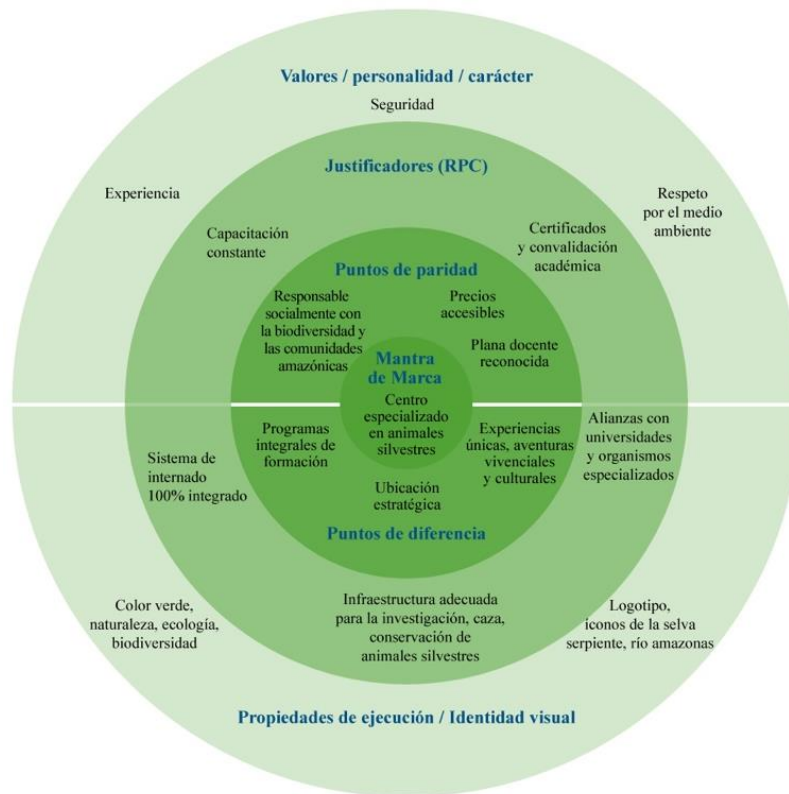 Valores / personalidad / carácter
Seguridad
Justificadores (RPC)
Experiencia
Respeto
por el medio
ambiente
Capacitación
constante
Certificados
y convalidación
académica
Puntos de paridad
Responsable
socialmente con
la biodiversidad y
las comunidades
amazónicas
Precios
accesibles
Plana docente
reconocida
Mantra
de Marca
Centro
especializado
en animales
silvestres
Programas
integrales de
formación
Experiencias
únicas, aventuras
vivenciales
y culturales
Alianzas con
universidades
y organismos
especializados
Sistema de
internado
100% integrado
Ubicación
estratégica
Puntos de diferencia
Infraestructura adecuada
para la investigación, caza,
conservación de
animales silvestres
Color verde,
naturaleza, ecología,
biodiversidad
Logotipo,
íconos de la selva
serpiente, río amazonas
Propiedades de ejecución / Identidad visual